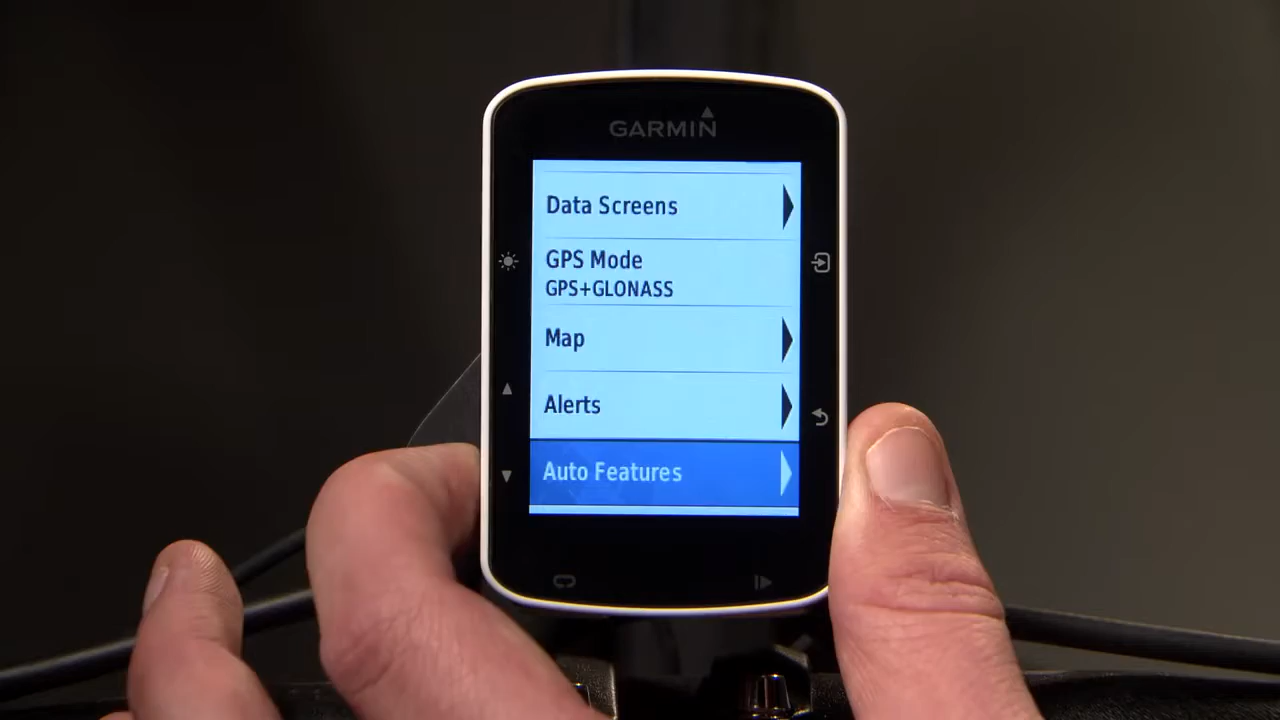 GARMIN
Data Screens
GPS Mode
GPS+GLONASS
Map
Alerts
Auto Features